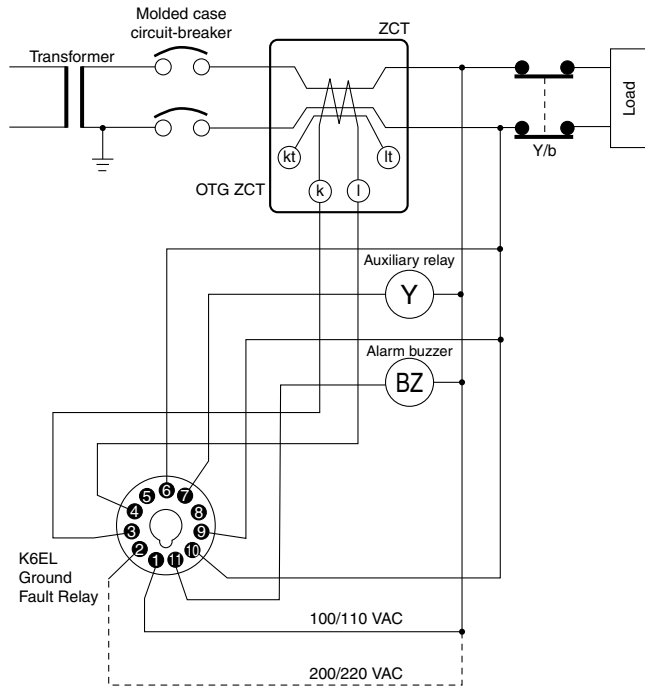 Molded case
circuit-breaker
ZCT
Transformer
Load
kt
lt
Y/b
OTG ZCT
k
l
Auxiliary relay
Y
Alarm buzzer
BZ
6
5
7
4
8
3
9
2
10
1
11
K6EL
Ground
Fault Relay
100/110 VAC
200/220 VAC